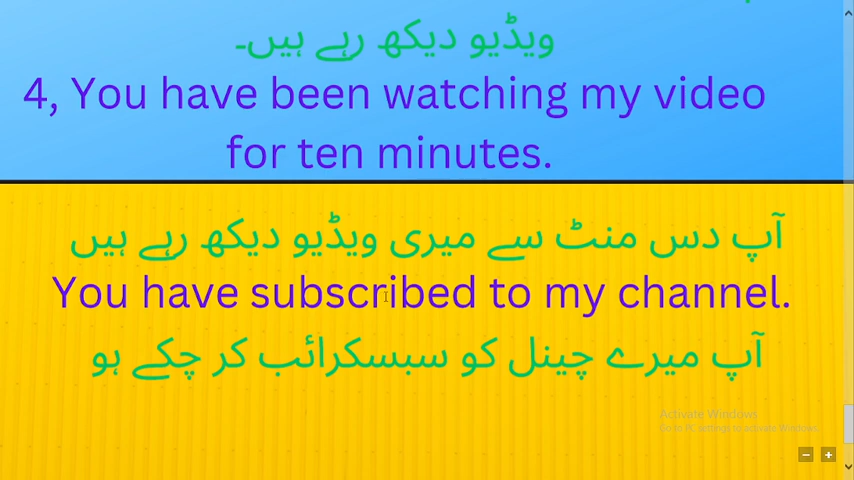 ویڈیو دیکھ رہے ہیں۔
4, You have been watching my video
for ten minutes.
آپ دس منٹ سے میری ویڈیو دیکھ رہے ہیں
You have subscribed to my channel.
آپ میرے چینل کو سبسکرائب کر چکے ہو
Activate Windows
Go to PC settings to activate Windows.